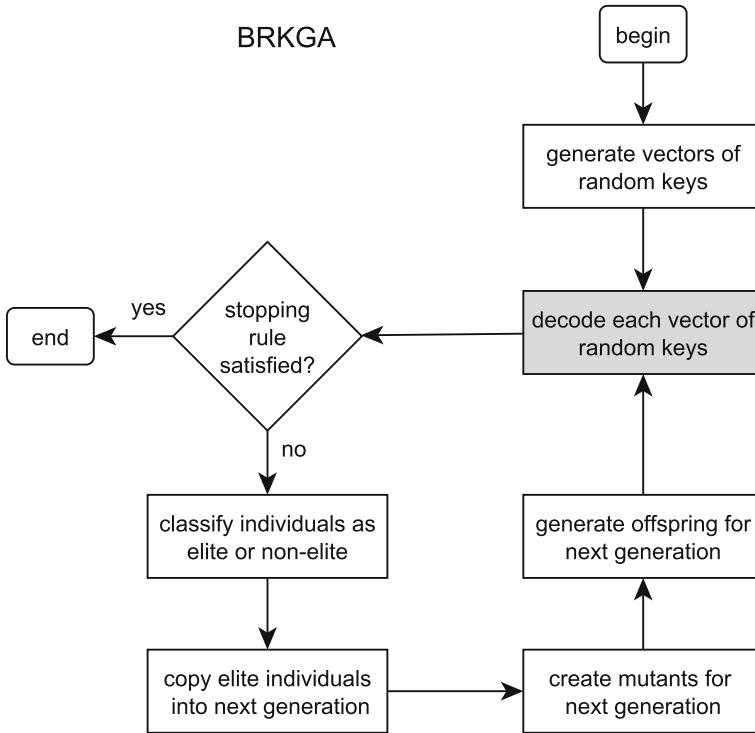 BRKGA
begin
generate vectors of
random keys
decode each vector of
random keys
stopping
rule
satisfied?
yes
end
no
classify individuals as
elite or non-elite
copy elite individuals
into next generation
create mutants for
next generation
generate offspring for
next generation